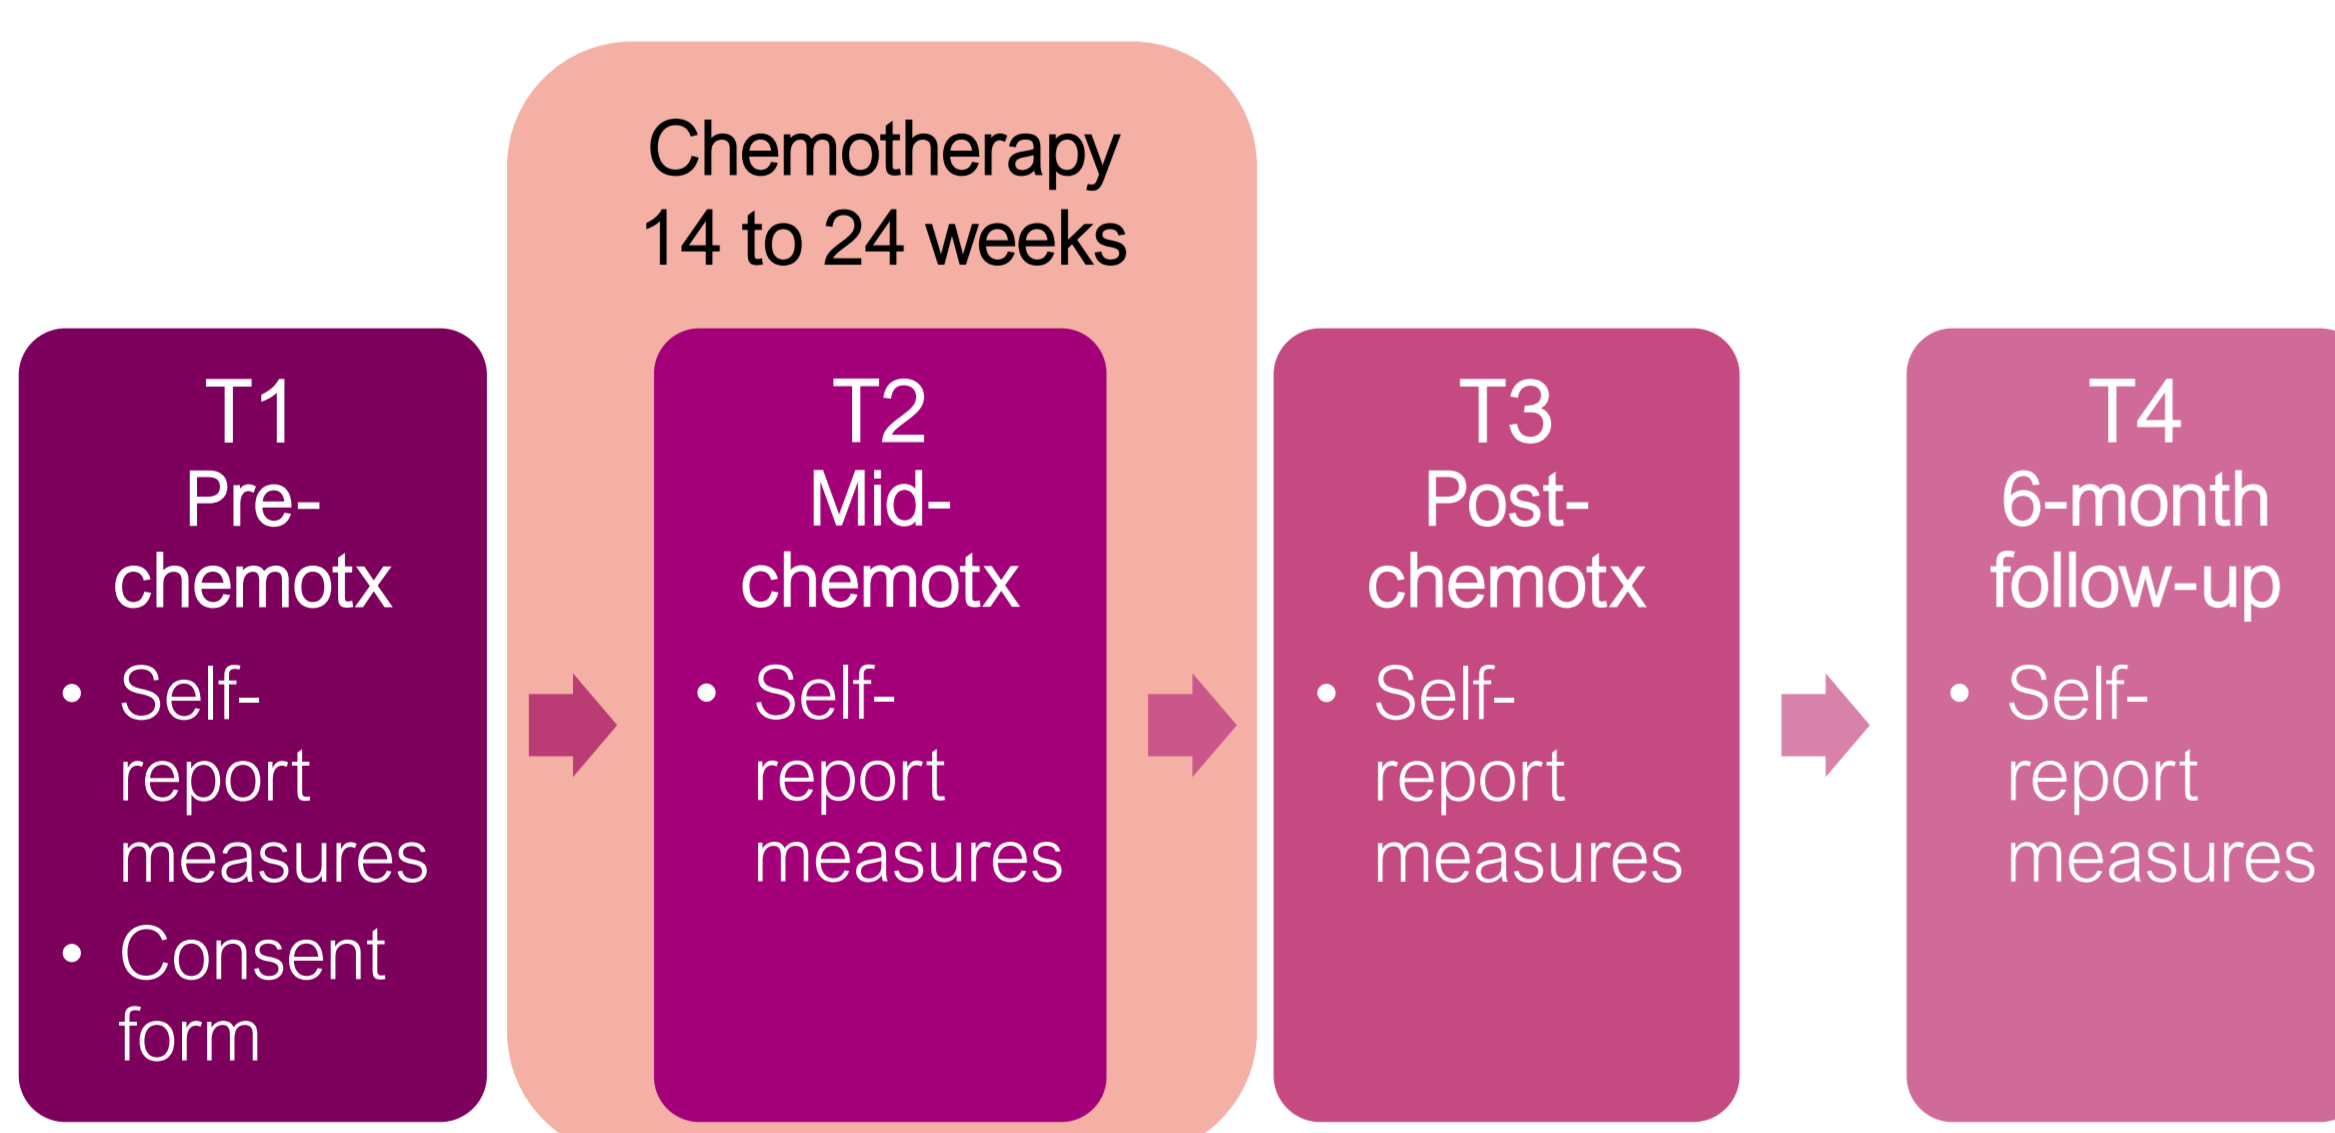 Chemotherapy
14 to 24 weeks
T1
Pre-
chemotx
• Self-
report
measures
• Consent
form
T2
Mid-
chemotx
• Self-
report
measures
T3
Post-
chemotx
• Self-
report
measures
T4
6-month
follow-up
• Self-
report
measures